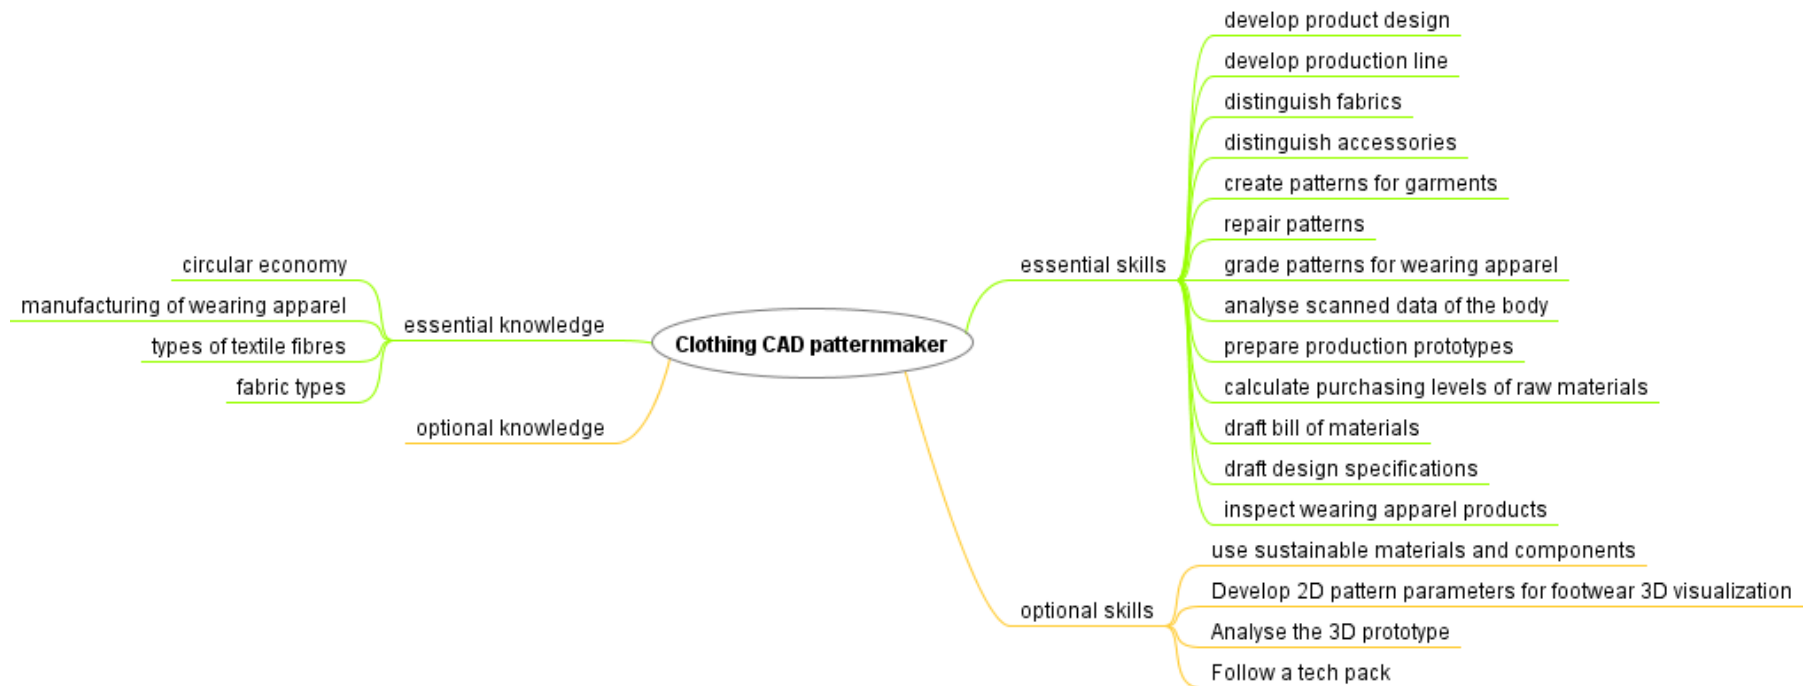 develop product design
develop production line
distinguish fabrics
distinguish accessories
create patterns for garments
repair patterns
essential skills
grade patterns for wearing apparel
analyse scanned data of the body
prepare production prototypes
calculate purchasing levels of raw materials
draft bill of materials
draft design specifications
inspect wearing apparel products
circular economy
manufacturing of wearing apparel
types of textile fibres
fabric types
essential knowledge
Clothing CAD patternmaker
optional knowledge
optional skills
use sustainable materials and components
Develop 2D pattern parameters for footwear 3D visualization
Analyse the 3D prototype
Follow a tech pack